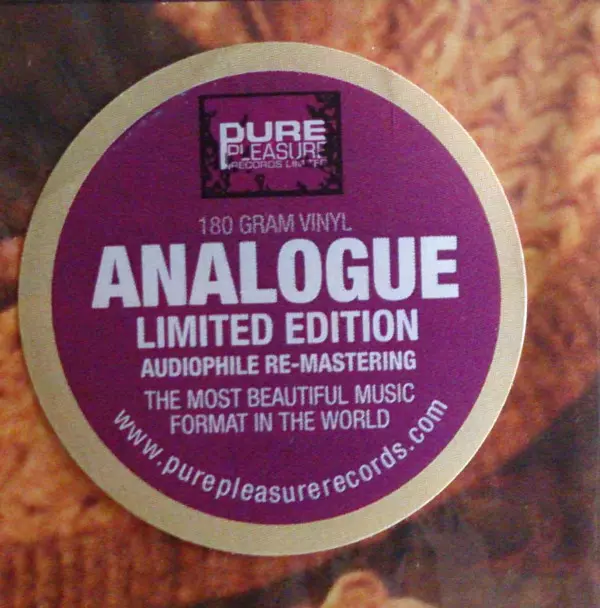 PURE
PLEASURE
RECORDS LIMITED
180 GRAM VINYL
ANALOGUE
LIMITED EDITION
AUDIOPHILE RE-MASTERING
THE MOST BEAUTIFUL MUSIC
FORMAT IN THE WORLD
www.purepleasurerecords.com